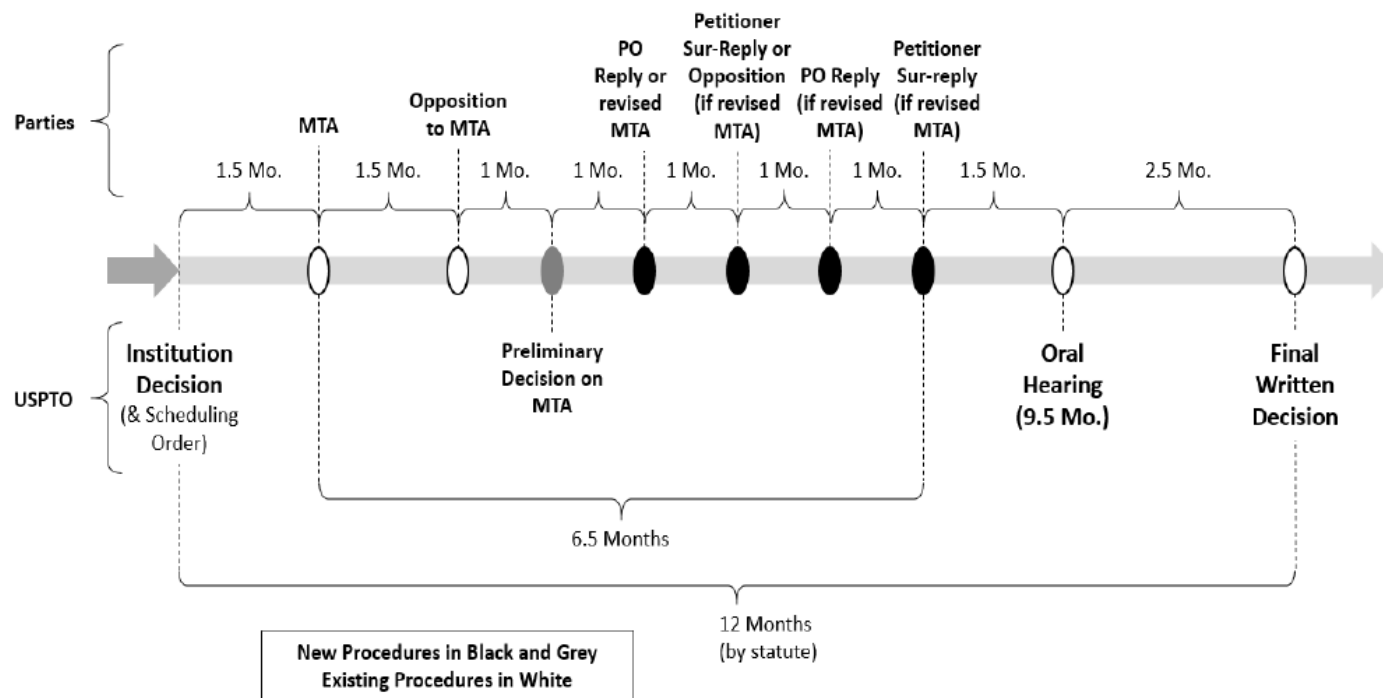 Parties
MTA
Opposition
to MTA
PO
Reply or
revised
MTA
Petitioner
Sur-Reply or
Opposition
(if revised
MTA)
PO Reply
(if revised
MTA)
Petitioner
Sur-reply
(if revised
MTA)
1.5 Mo.
1.5 Mo.
1 Mo.
1 Mo.
1 Mo.
1 Mo.
1 Mo.
1.5 Mo.
2.5 Mo.
USPTO
Institution
Decision
(& Scheduling
Order)
Preliminary
Decision on
MTA
Oral
Hearing
(9.5 Mo.)
Final
Written
Decision
6.5 Months
12 Months
(by statute)
New Procedures in Black and Grey
Existing Procedures in White